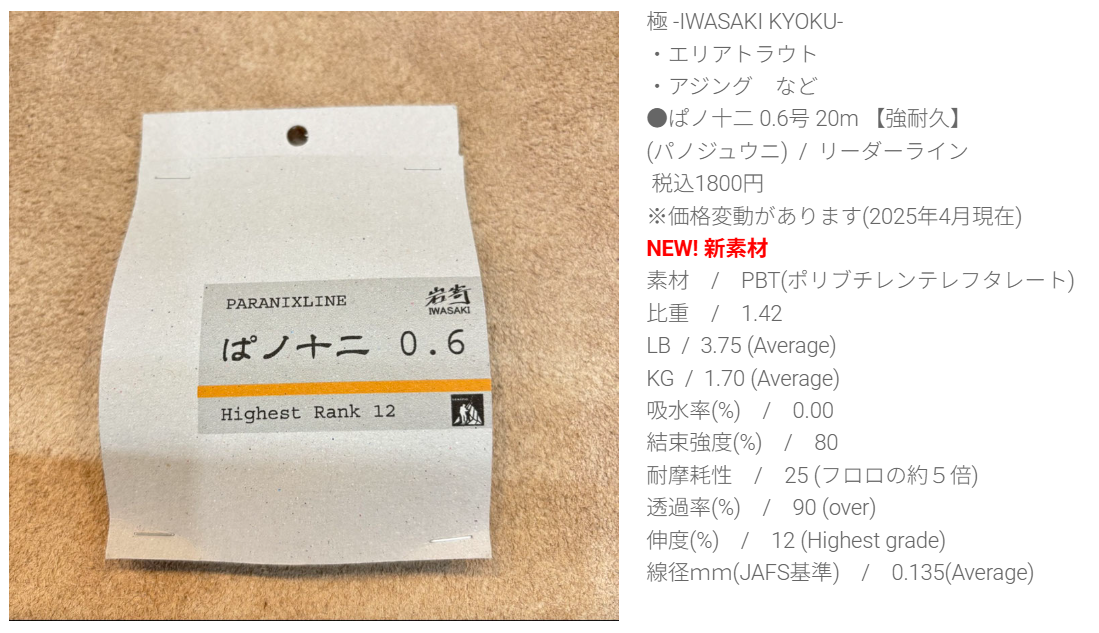 PARANIXLINE
岩崎
IWASAKI
ぱノ十二 0.6
Highest Rank 12
極 -IWASAKI KYOKU-
・エリアトラウト
・アジング　など
●ぱノ十二 0.6号 20m 【強耐久】
(パノジュウニ) / リーダーライン
税込1800円
※価格変動があります(2025年4月現在)
NEW! 新素材
素材　/　PBT(ポリブチレンテレフタレート)
比重　/　1.42
LB / 3.75 (Average)
KG / 1.70 (Average)
吸水率(%)　/　0.00
結束強度(%)　/　80
耐摩耗性　/　25 (フロロの約５倍)
透過率(%)　/　90 (over)
伸度(%)　/　12 (Highest grade)
線径mm(JAFS基準)　/　0.135(Average)